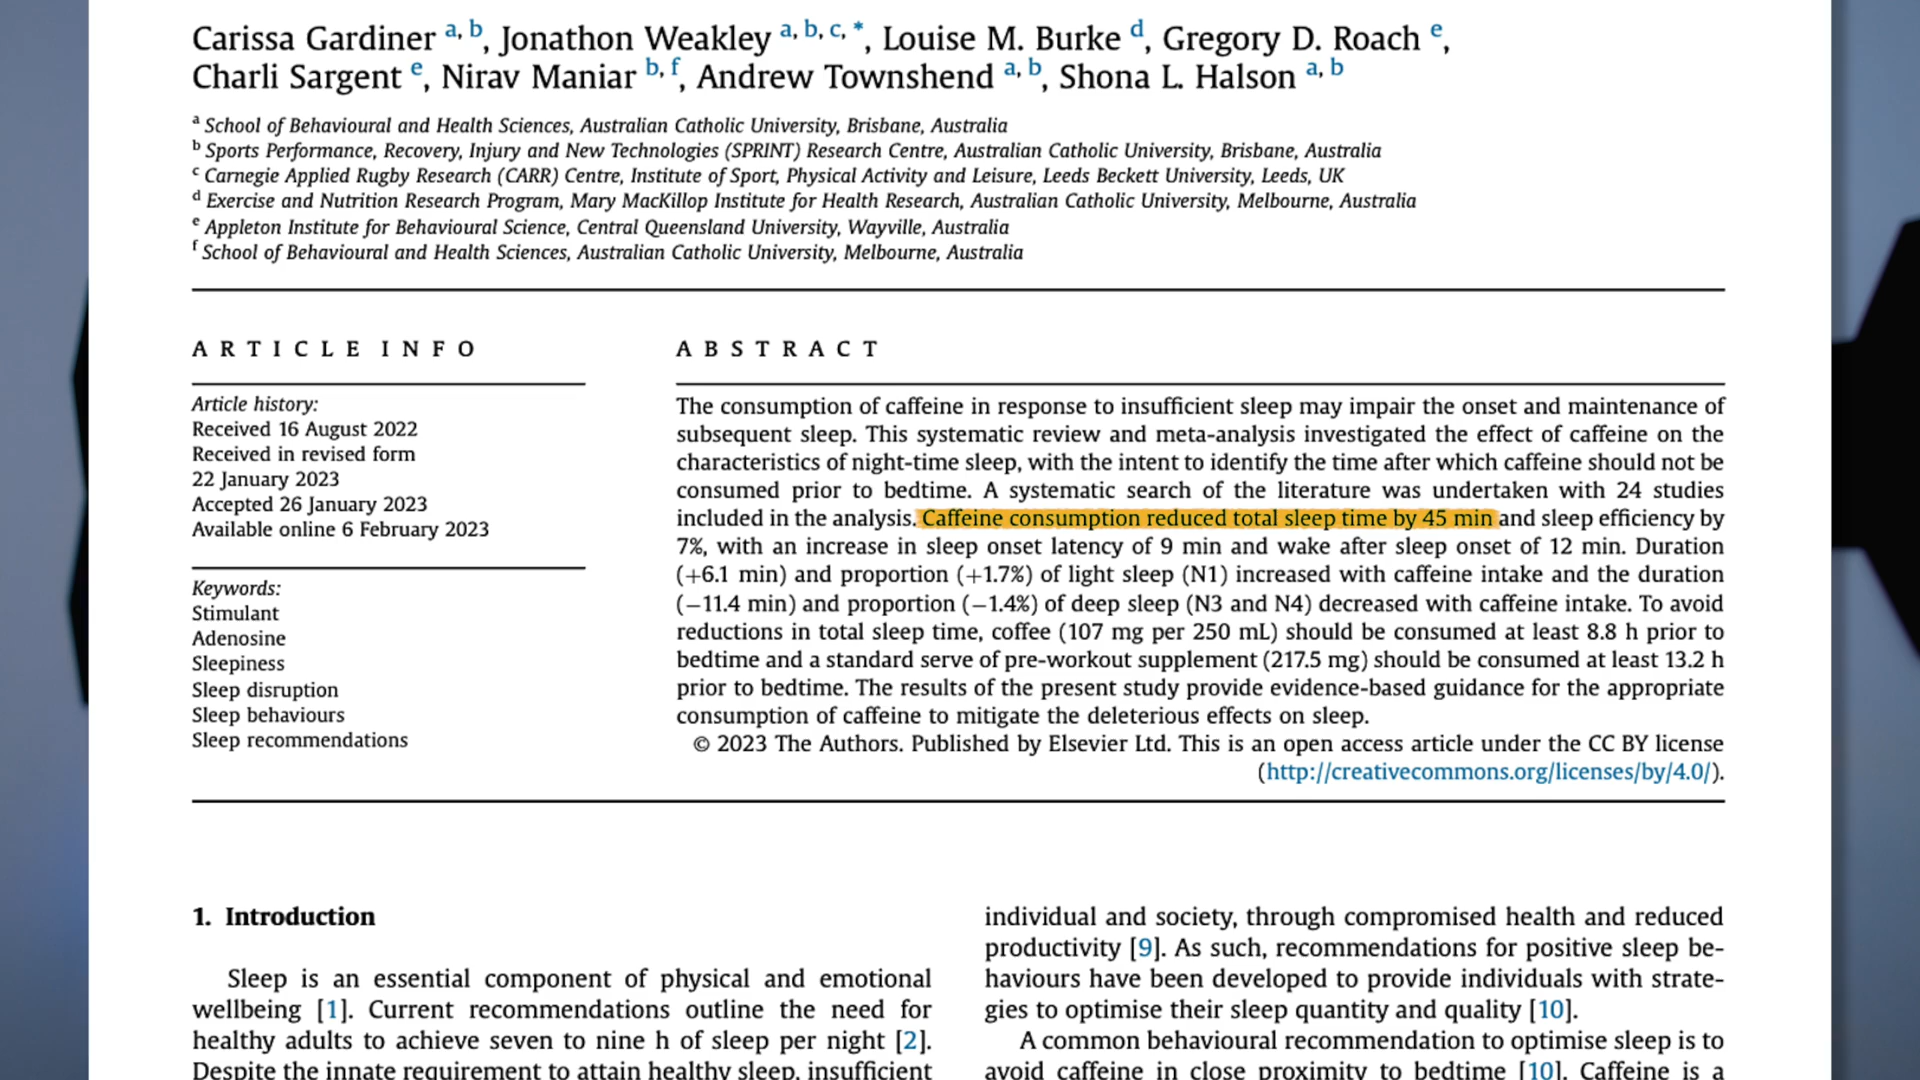 Carissa Gardiner a, b, Jonathon Weakley a, b, c, *, Louise M. Burke d, Gregory D. Roach e,
Charli Sargent e, Nirav Maniar b, f, Andrew Townshend a, b, Shona L. Halson a, b
a School of Behavioural and Health Sciences, Australian Catholic University, Brisbane, Australia
b Sports Performance, Recovery, Injury and New Technologies (SPRINT) Research Centre, Australian Catholic University, Brisbane, Australia
c Carnegie Applied Rugby Research (CARR) Centre, Institute of Sport, Physical Activity and Leisure, Leeds Beckett University, Leeds, UK
d Exercise and Nutrition Research Program, Mary MacKillop Institute for Health Research, Australian Catholic University, Melbourne, Australia
e Appleton Institute for Behavioural Science, Central Queensland University, Wayville, Australia
f School of Behavioural and Health Sciences, Australian Catholic University, Melbourne, Australia
ARTICLE INFO
Article history:
Received 16 August 2022
Received in revised form
22 January 2023
Accepted 26 January 2023
Available online 6 February 2023
Keywords:
Stimulant
Adenosine
Sleepiness
Sleep disruption
Sleep behaviours
Sleep recommendations
ABSTRACT
The consumption of caffeine in response to insufficient sleep may impair the onset and maintenance of
subsequent sleep. This systematic review and meta-analysis investigated the effect of caffeine on the
characteristics of night-time sleep, with the intent to identify the time after which caffeine should not be
consumed prior to bedtime. A systematic search of the literature was undertaken with 24 studies
included in the analysis. Caffeine consumption reduced total sleep time by 45 min and sleep efficiency by
7%, with an increase in sleep onset latency of 9 min and wake after sleep onset of 12 min. Duration
(+6.1 min) and proportion (+1.7%) of light sleep (N1) increased with caffeine intake and the duration
(−11.4 min) and proportion (−1.4%) of deep sleep (N3 and N4) decreased with caffeine intake. To avoid
reductions in total sleep time, coffee (107 mg per 250 mL) should be consumed at least 8.8 h prior to
bedtime and a standard serve of pre-workout supplement (217.5 mg) should be consumed at least 13.2 h
prior to bedtime. The results of the present study provide evidence-based guidance for the appropriate
consumption of caffeine to mitigate the deleterious effects on sleep.
© 2023 The Authors. Published by Elsevier Ltd. This is an open access article under the CC BY license
(http://creativecommons.org/licenses/by/4.0/).
1. Introduction
Sleep is an essential component of physical and emotional
wellbeing [1]. Current recommendations outline the need for
healthy adults to achieve seven to nine h of sleep per night [2].
Despite the innate requirement to attain healthy sleep, insufficient
individual and society, through compromised health and reduced
productivity [9]. As such, recommendations for positive sleep be-
haviours have been developed to provide individuals with strate-
gies to optimise their sleep quantity and quality [10].
A common behavioural recommendation to optimise sleep is to
avoid caffeine in close proximity to bedtime [10]. Caffeine is a